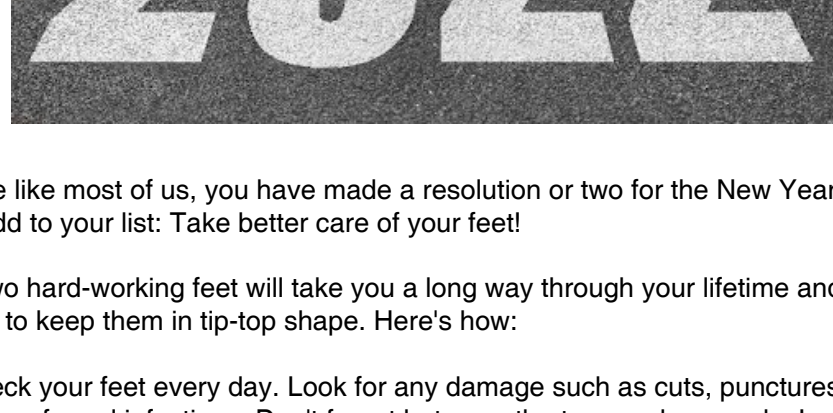 2022
like most of us, you have made a resolution or two for the New Year
to your list: Take better care of your feet!
hard-working feet will take you a long way through your lifetime and
to keep them in tip-top shape. Here's how:
your feet every day. Look for any damage such as cuts, punctures